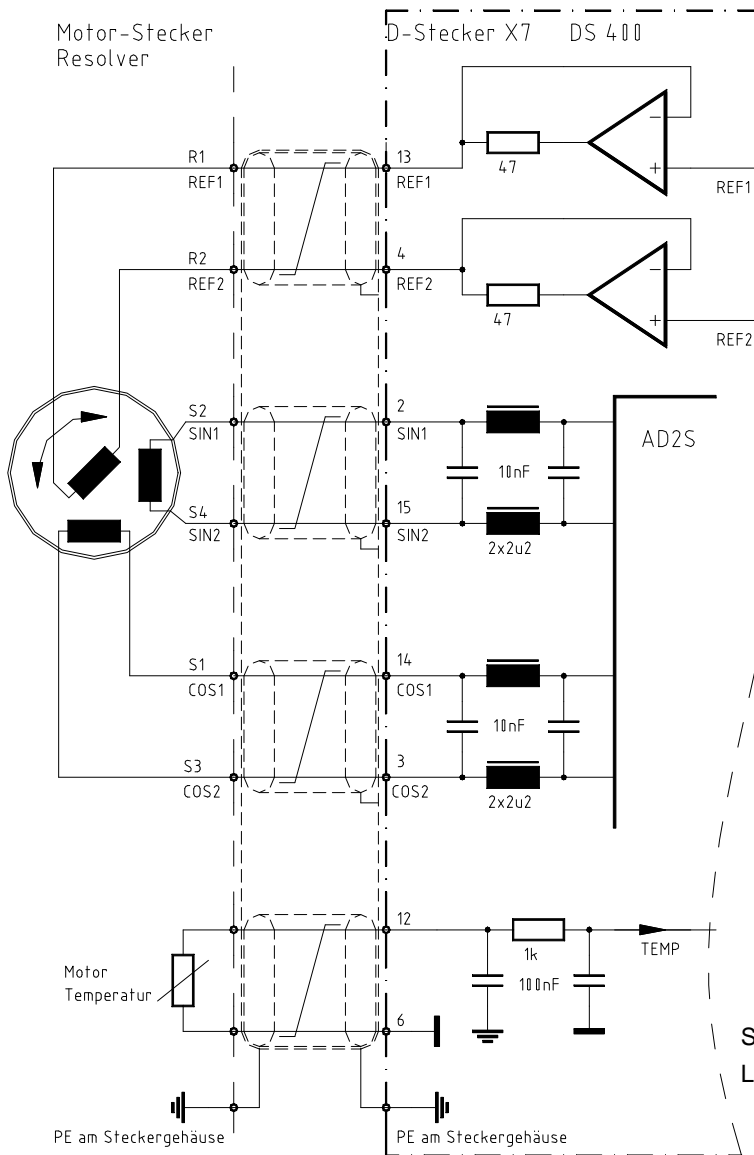 Motor-Stecker
Resolver
D-Stecker X7 DS 400
R1
REF1
13
REF1
47
−
+
REF1
R2
REF2
4
REF2
47
−
+
REF2
S2
SIN1
2
SIN1
10nF
AD2S
S4
SIN2
15
SIN2
2x2u2
S1
COS1
14
COS1
10nF
S3
COS2
3
COS2
2x2u2
12
1k
TEMP
Motor
Temperatur
100nF
6
S
L
PE am Steckergehäuse
PE am Steckergehäuse